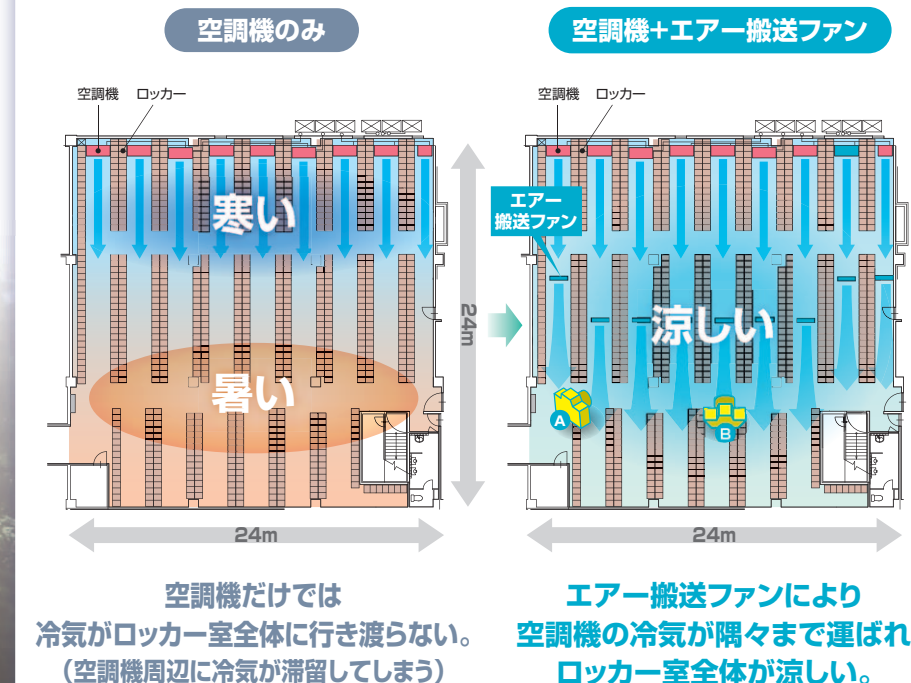 空調機のみ
空調機 ロッカー
寒い
暑い
24m
24m
空調機だけでは
冷気がロッカー室全体に行き渡らない。
（空調機周辺に冷気が滞留してしまう）
空調機+エアー搬送ファン
空調機 ロッカー
エアー
搬送ファン
涼しい
A
B
24m
エアー搬送ファンにより
空調機の冷気が隅々まで運ばれ
ロッカー室全体が涼しい。